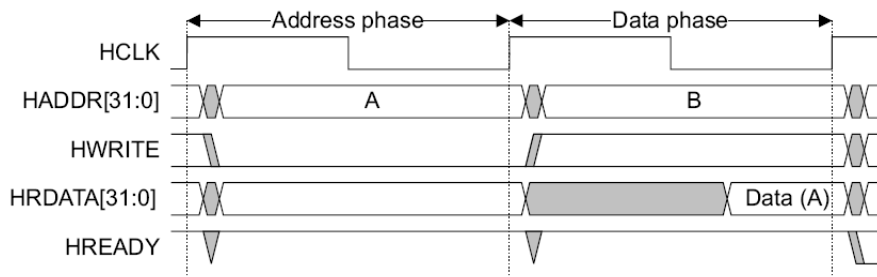 Address phase Data phase
HCLK
HADDR[31:0] A B
HWRITE
HRDATA[31:0] Data (A)
HREADY